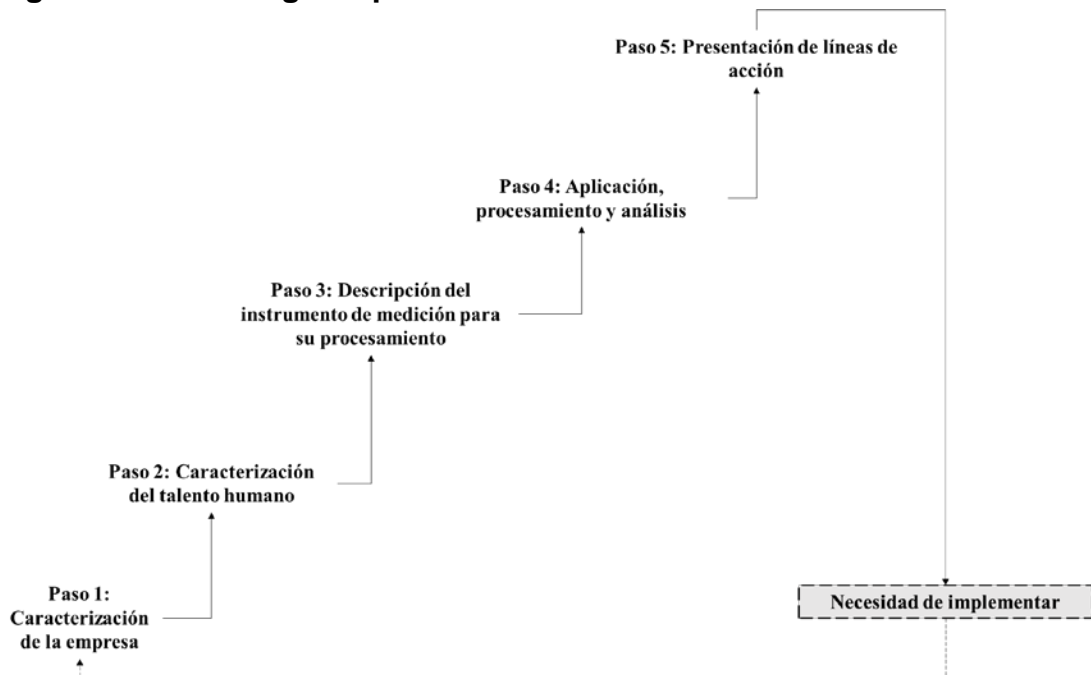 Paso 5: Presentación de líneas de
acción
Paso 4: Aplicación,
procesamiento y análisis
Paso 3: Descripción del
instrumento de medición para
su procesamiento
Paso 2: Caracterización
del talento humano
Paso 1:
Caracterización
de la empresa
Necesidad de implementar